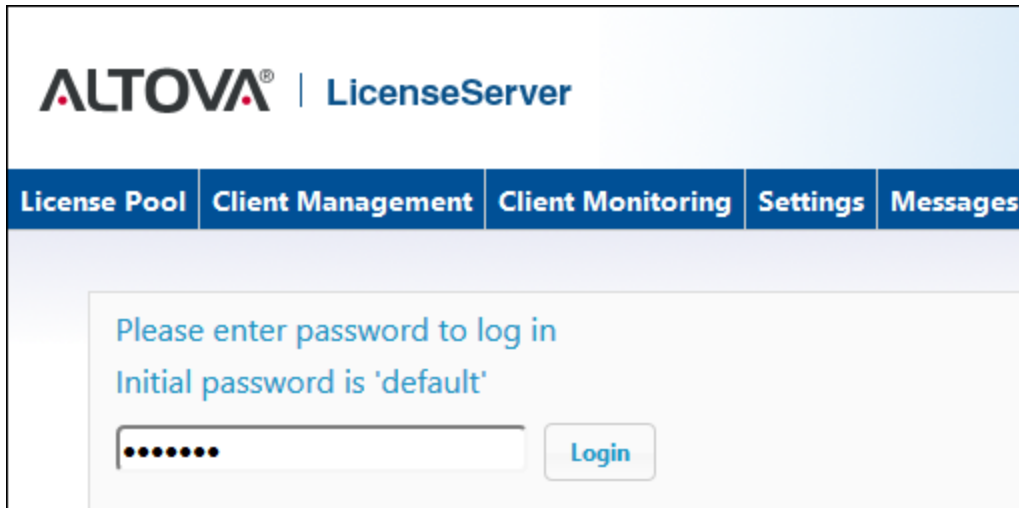 ALTOVA® | LicenseServer
License Pool Client Management Client Monitoring Settings Messages
Please enter password to log in
Initial password is 'default'
••••••• Login